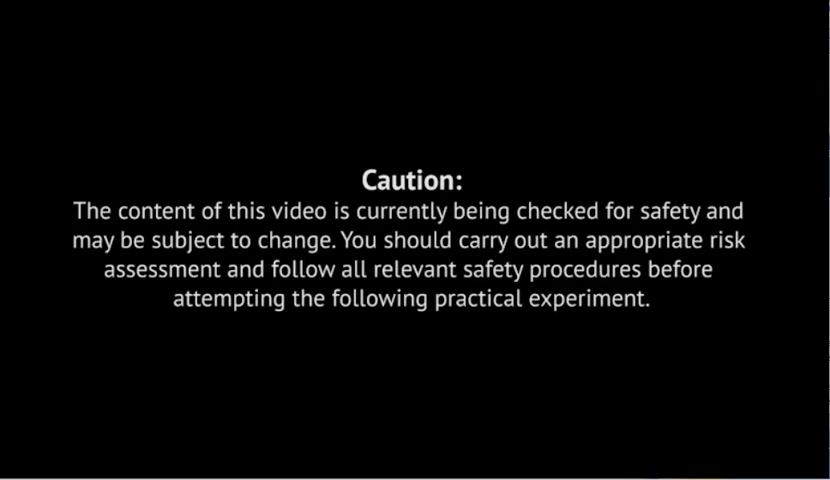 Caution:
The content of this video is currently being checked for safety and
may be subject to change. You should carry out an appropriate risk
assessment and follow all relevant safety procedures before
attempting the following practical experiment.